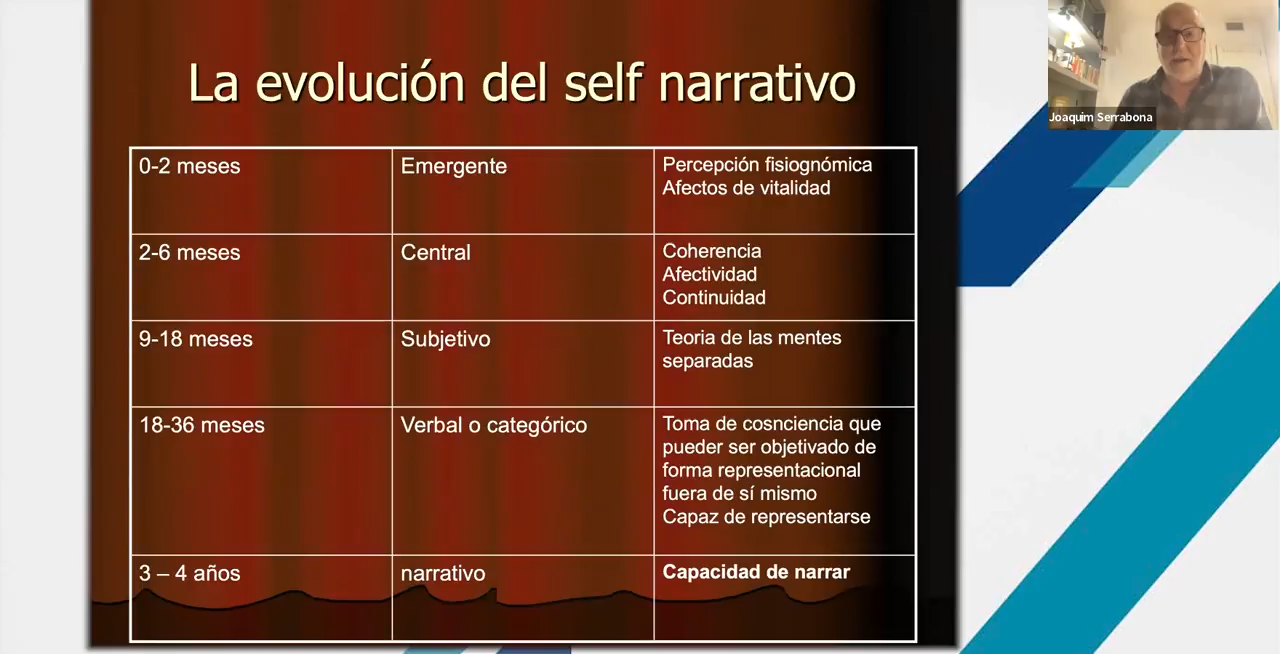 La evolución del self narrativo
Joaquim Serrabona
0-2 meses
Emergente
Percepción fisiognómica
Afectos de vitalidad
2-6 meses
Central
Coherencia
Afectividad
Continuidad
9-18 meses
Subjetivo
Teoria de las mentes
separadas
18-36 meses
Verbal o categórico
Toma de cosnciencia que
pueder ser objetivado de
forma representacional
fuera de sí mismo
Capaz de representarse
3 – 4 años
narrativo
Capacidad de narrar